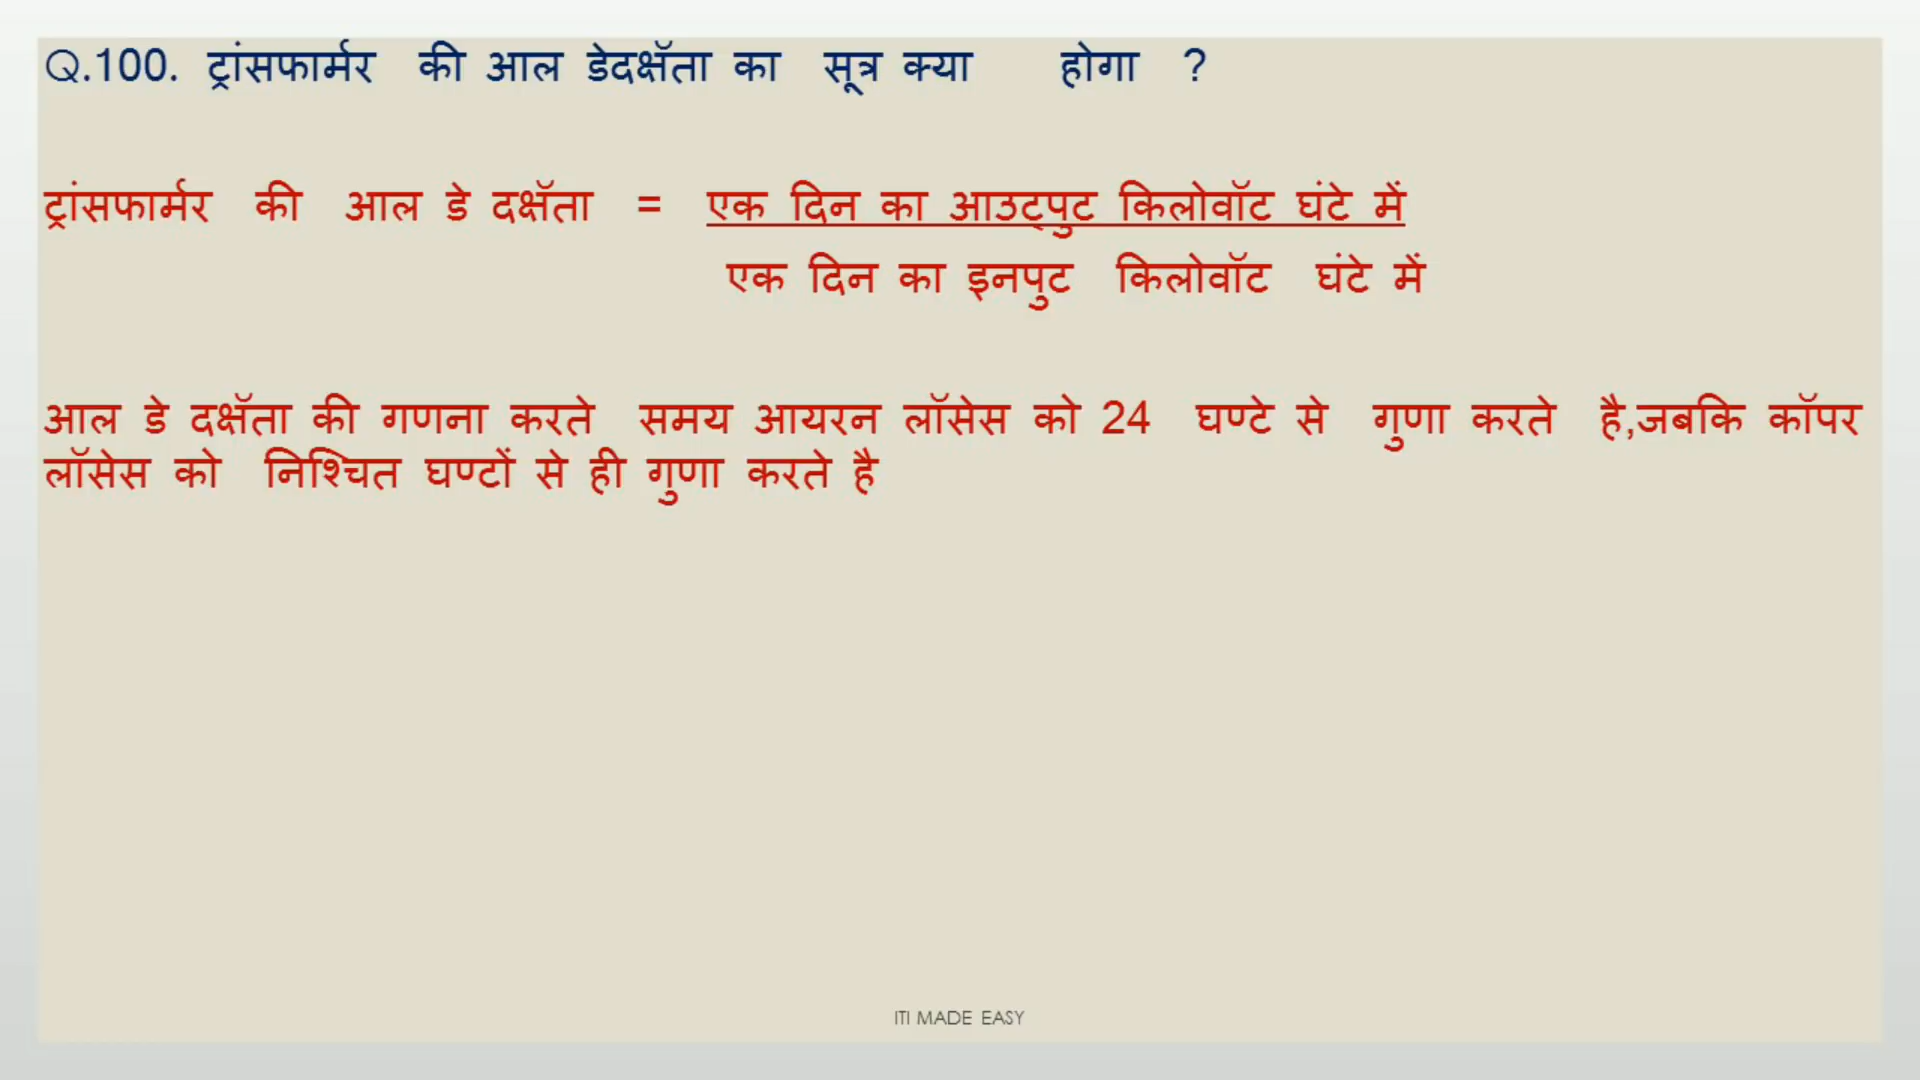 Q.100. ट्रांसफार्मर की आल डेदक्षॅता का सूत्र क्या होगा ?
ट्रांसफार्मर की आल डे दक्षॅता = एक दिन का आउट्पुट किलोवॉट घंटे में
एक दिन का इनपुट किलोवॉट घंटे में
आल डे दक्षॅता की गणना करते समय आयरन लॉसेस को 24 घण्टे से गुणा करते है,जबकि कॉपर
लॉसेस को निश्चित घण्टों से ही गुणा करते है
ITI MADE EASY